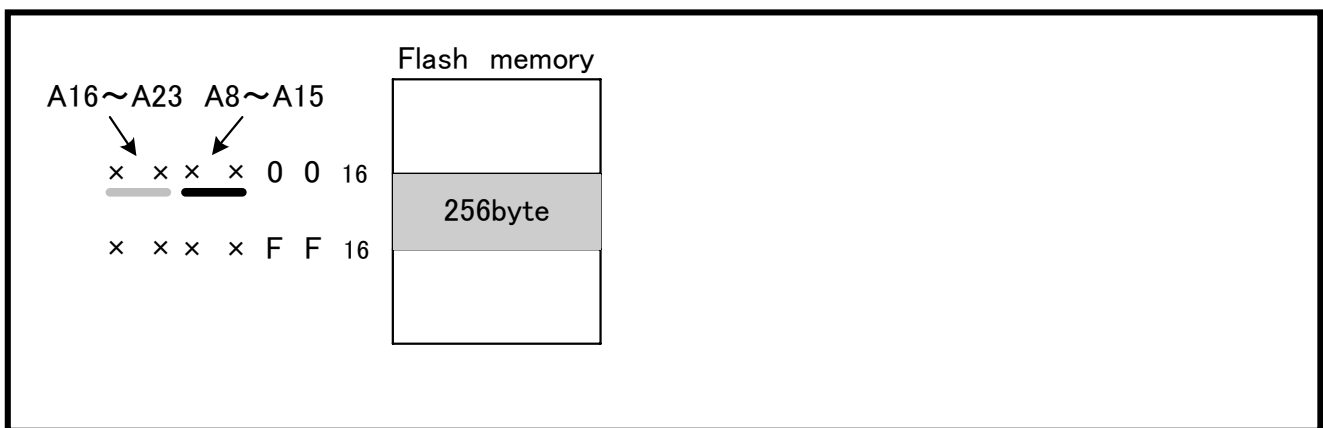 Flash memory
A16～A23 A8～A15
× × × × 0 0 16
256byte
× × × × F F 16